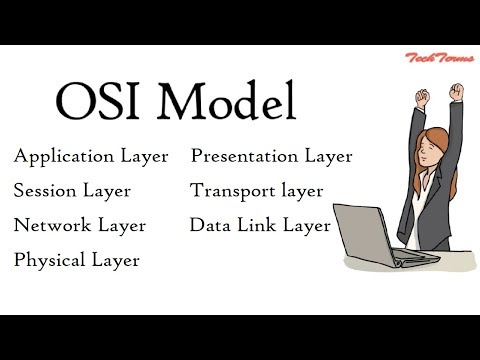 TechTerms
OSI Model
Application Layer Presentation Layer
Session Layer Transport layer
Network Layer Data Link Layer
Physical Layer